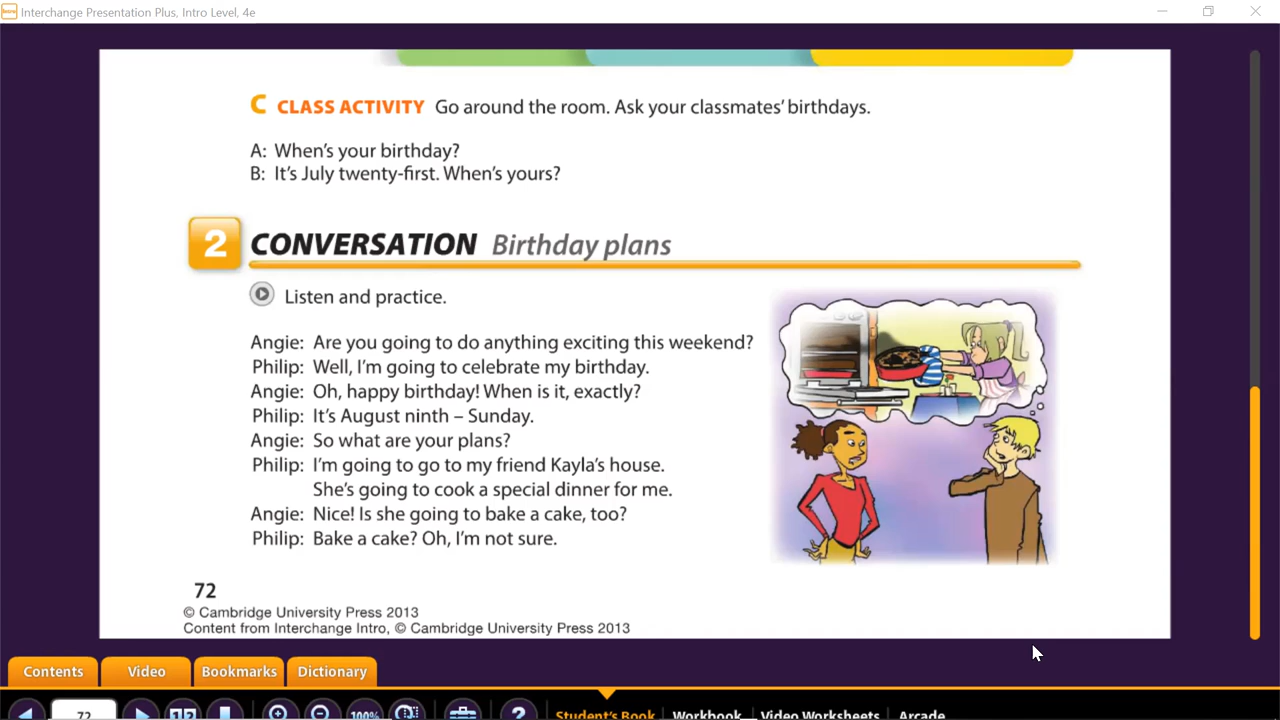 Interchange Presentation Plus, Intro Level, 4e
C CLASS ACTIVITY Go around the room. Ask your classmates' birthdays.
A: When's your birthday?
B: It's July twenty-first. When's yours?
2 CONVERSATION Birthday plans
Listen and practice.
Angie: Are you going to do anything exciting this weekend?
Philip: Well, I'm going to celebrate my birthday.
Angie: Oh, happy birthday! When is it, exactly?
Philip: It's August ninth – Sunday.
Angie: So what are your plans?
Philip: I'm going to go to my friend Kayla's house.
She's going to cook a special dinner for me.
Angie: Nice! Is she going to bake a cake, too?
Philip: Bake a cake? Oh, I'm not sure.
72
© Cambridge University Press 2013
Content from Interchange Intro, © Cambridge University Press 2013
Contents Video Bookmarks Dictionary
72 100% ? Student's Book Workbook Video Worksheets Arcade